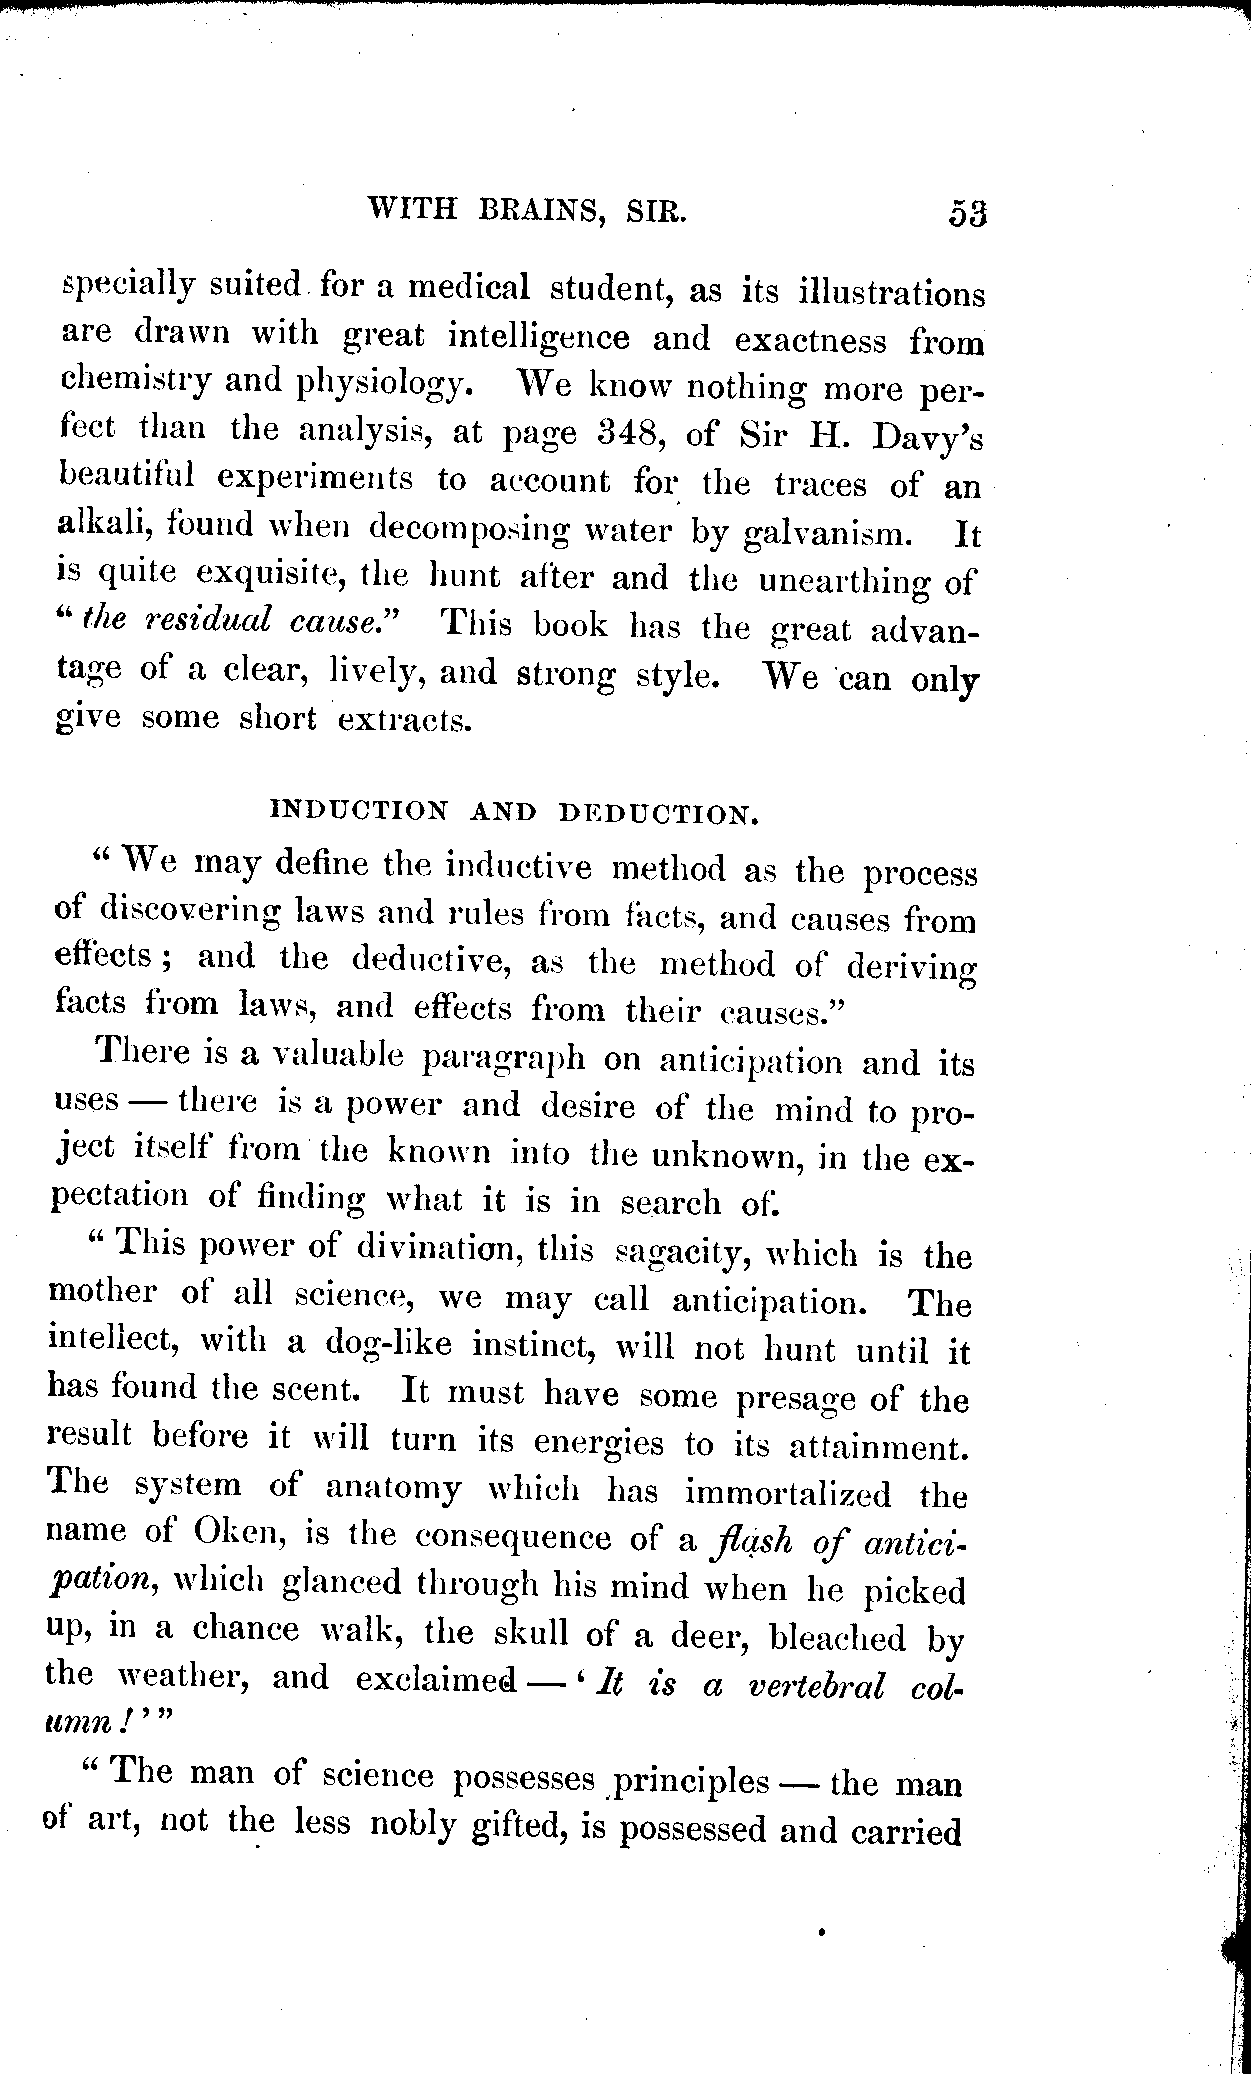 WITH BRAINS, SIR. 53
specially suited for a medical student, as its illustrations
are drawn with great intelligence and exactness from
chemistry and physiology. We know nothing more per-
fect than the analysis, at page 348, of Sir H. Davy's
beautiful experiments to account for the traces of an
alkali, found when decomposing water by galvanism. It
is quite exquisite, the hunt after and the unearthing of
“ the residual cause.” This book has the great advan-
tage of a clear, lively, and strong style. We can only
give some short extracts.
INDUCTION AND DEDUCTION.
“ We may define the inductive method as the process
of discovering laws and rules from facts, and causes from
effects ; and the deductive, as the method of deriving
facts from laws, and effects from their causes.”
There is a valuable paragraph on anticipation and its
uses — there is a power and desire of the mind to pro-
ject itself from the known into the unknown, in the ex-
pectation of finding what it is in search of.
“ This power of divination, this sagacity, which is the
mother of all science, we may call anticipation. The
intellect, with a dog-like instinct, will not hunt until it
has found the scent. It must have some presage of the
result before it will turn its energies to its attainment.
The system of anatomy which has immortalized the
name of Oken, is the consequence of a flash of antici-
pation, which glanced through his mind when he picked
up, in a chance walk, the skull of a deer, bleached by
the weather, and exclaimed — ‘ It is a vertebral col-
umn ! ’ ”
“ The man of science possesses principles — the man
of art, not the less nobly gifted, is possessed and carried